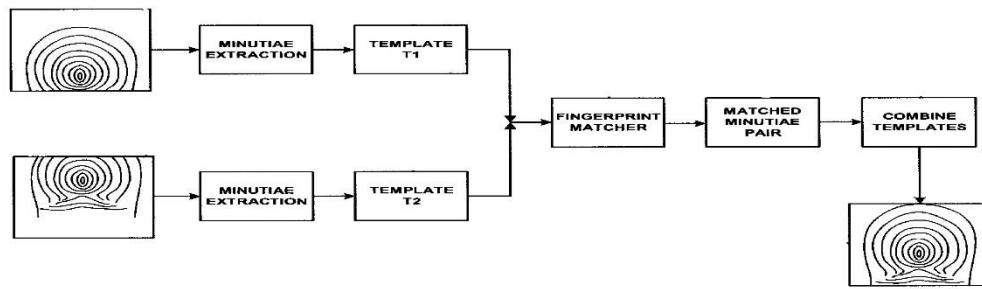 MINUTIAE
EXTRACTION
TEMPLATE
T1
MINUTIAE
EXTRACTION
TEMPLATE
T2
FINGERPRINT
MATCHER
MATCHED
MINUTIAE
PAIR
COMBINE
TEMPLATES